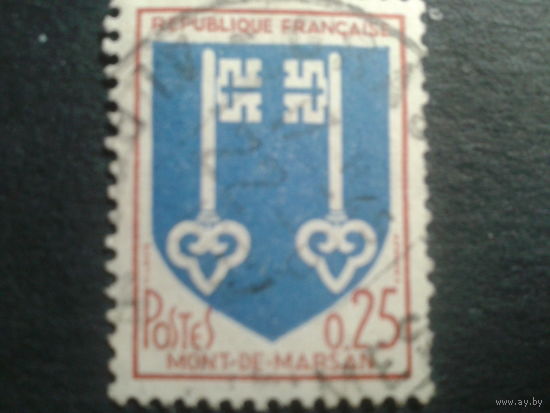 REPUBLIQUE FRANÇAISE
POSTES 0.25
MONT-DE-MARSAN
www.ay.by